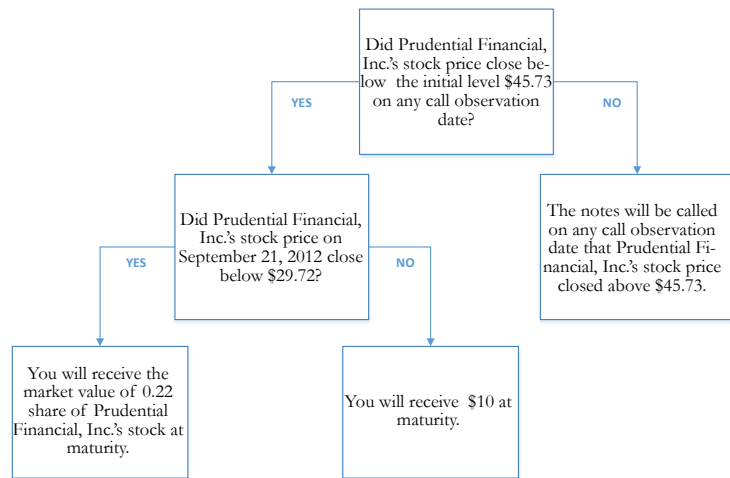 Did Prudential Financial,
Inc.'s stock price close be-
low the initial level $45.73
on any call observation
date?
YES
NO
Did Prudential Financial,
Inc.'s stock price on
September 21, 2012 close
below $29.72?
The notes will be called
on any call observation
date that Prudential Fi-
nancial, Inc.'s stock price
closed above $45.73.
YES
NO
You will receive the
market value of 0.22
share of Prudential
Financial, Inc.'s stock at
maturity.
You will receive $10 at
maturity.